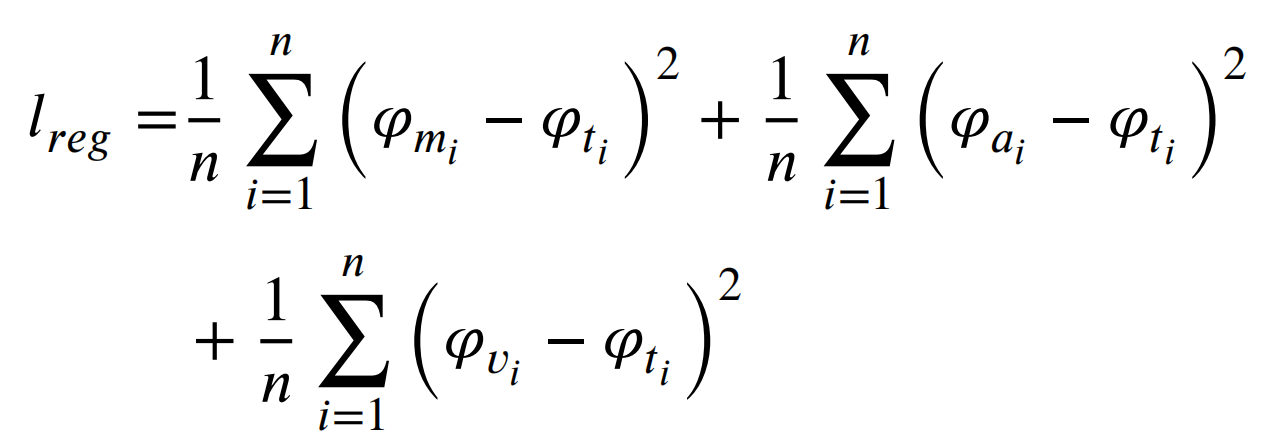 $l_{reg} = \frac{1}{n} \sum_{i=1}^{n} \left( \varphi_{m_i} - \varphi_{t_i} \right)^2 + \frac{1}{n} \sum_{i=1}^{n} \left( \varphi_{a_i} - \varphi_{t_i} \right)^2$
$+ \frac{1}{n} \sum_{i=1}^{n} \left( \varphi_{v_i} - \varphi_{t_i} \right)^2$